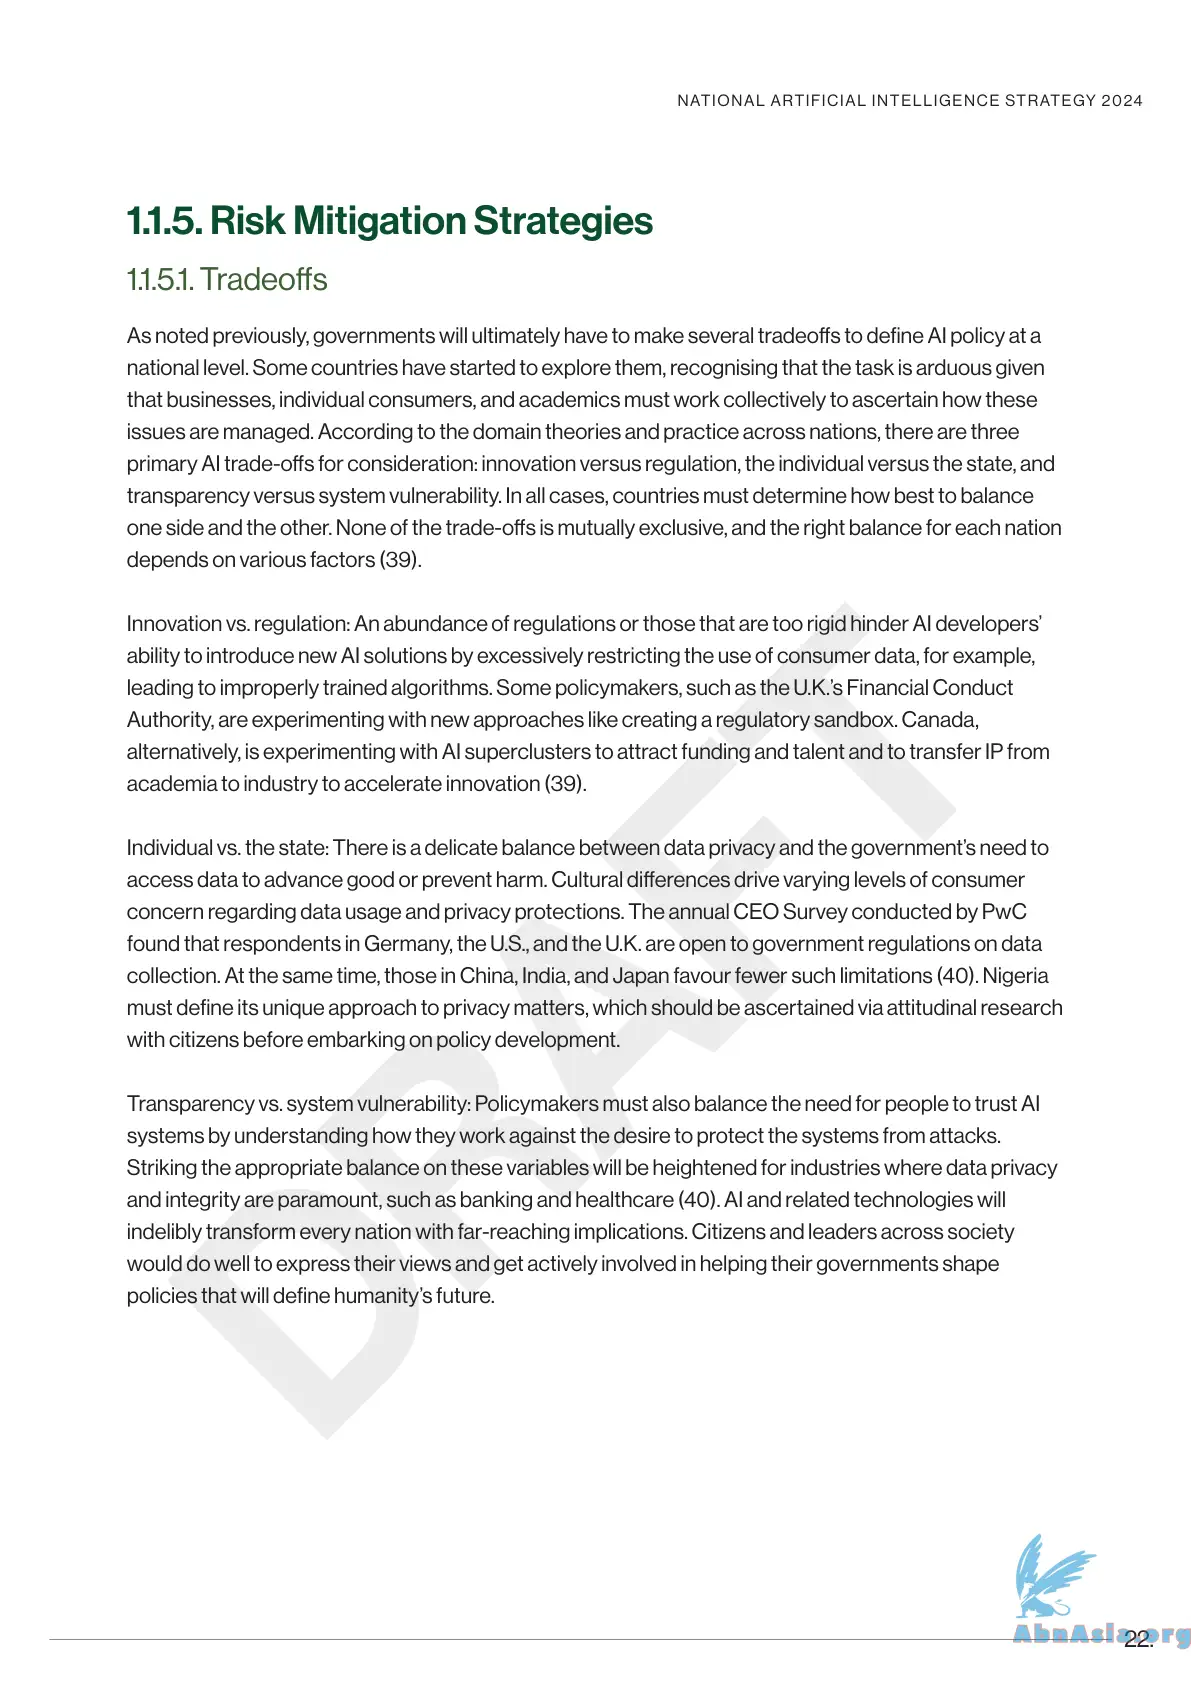 NATIONAL ARTIFICIAL INTELLIGENCE STRATEGY 2024
1.1.5. Risk Mitigation Strategies
1.1.5.1. Tradeoffs
As noted previously, governments will ultimately have to make several tradeoffs to define AI policy at a
national level. Some countries have started to explore them, recognising that the task is arduous given
that businesses, individual consumers, and academics must work collectively to ascertain how these
issues are managed. According to the domain theories and practice across nations, there are three
primary AI trade-offs for consideration: innovation versus regulation, the individual versus the state, and
transparency versus system vulnerability. In all cases, countries must determine how best to balance
one side and the other. None of the trade-offs is mutually exclusive, and the right balance for each nation
depends on various factors (39).
Innovation vs. regulation: An abundance of regulations or those that are too rigid hinder AI developers’
ability to introduce new AI solutions by excessively restricting the use of consumer data, for example,
leading to improperly trained algorithms. Some policymakers, such as the U.K.’s Financial Conduct
Authority, are experimenting with new approaches like creating a regulatory sandbox. Canada,
alternatively, is experimenting with AI superclusters to attract funding and talent and to transfer IP from
academia to industry to accelerate innovation (39).
Individual vs. the state: There is a delicate balance between data privacy and the government’s need to
access data to advance good or prevent harm. Cultural differences drive varying levels of consumer
concern regarding data usage and privacy protections. The annual CEO Survey conducted by PwC
found that respondents in Germany, the U.S., and the U.K. are open to government regulations on data
collection. At the same time, those in China, India, and Japan favour fewer such limitations (40). Nigeria
must define its unique approach to privacy matters, which should be ascertained via attitudinal research
with citizens before embarking on policy development.
Transparency vs. system vulnerability: Policymakers must also balance the need for people to trust AI
systems by understanding how they work against the desire to protect the systems from attacks.
Striking the appropriate balance on these variables will be heightened for industries where data privacy
and integrity are paramount, such as banking and healthcare (40). AI and related technologies will
indelibly transform every nation with far-reaching implications. Citizens and leaders across society
would do well to express their views and get actively involved in helping their governments shape
policies that will define humanity’s future.
DRAFT
AbnAsia.org
22.